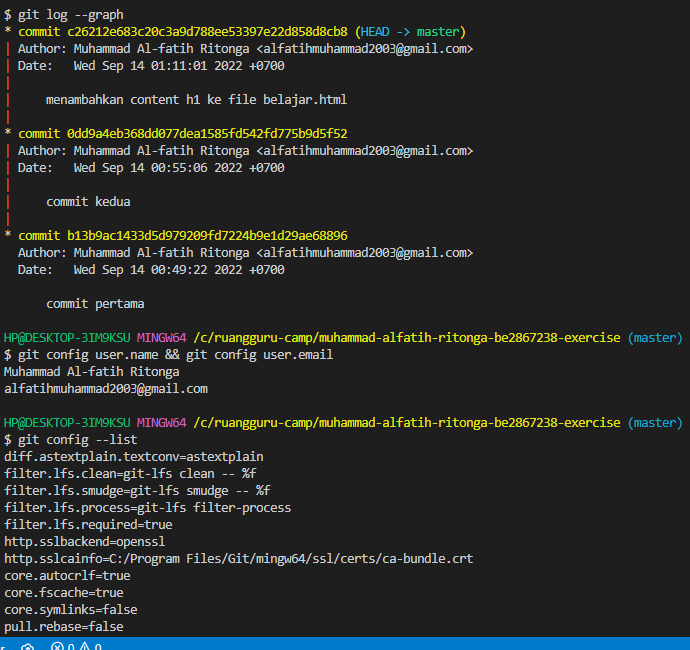 $ git log --graph
* commit c26212e683c20c3a9d788ee53397e22d858d8cb8 (HEAD -> master)
| Author: Muhammad Al-fatih Ritonga <alfatihmuhammad2003@gmail.com>
| Date:   Wed Sep 14 01:11:01 2022 +0700
|
|     menambahkan content h1 ke file belajar.html
|
* commit 0dd9a4eb368dd077dea1585fd542fd775b9d5f52
| Author: Muhammad Al-fatih Ritonga <alfatihmuhammad2003@gmail.com>
| Date:   Wed Sep 14 00:55:06 2022 +0700
|
|     commit kedua
|
* commit b13b9ac1433d5d979209fd7224b9e1d29ae68896
  Author: Muhammad Al-fatih Ritonga <alfatihmuhammad2003@gmail.com>
  Date:   Wed Sep 14 00:49:22 2022 +0700

      commit pertama

HP@DESKTOP-3IM9KSU MINGW64 /c/ruangguru-camp/muhammad-alfatih-ritonga-be2867238-exercise (master)
$ git config user.name && git config user.email
Muhammad Al-fatih Ritonga
alfatihmuhammad2003@gmail.com

HP@DESKTOP-3IM9KSU MINGW64 /c/ruangguru-camp/muhammad-alfatih-ritonga-be2867238-exercise (master)
$ git config --list
diff.astextplain.textconv=astextplain
filter.lfs.clean=git-lfs clean -- %f
filter.lfs.smudge=git-lfs smudge -- %f
filter.lfs.process=git-lfs filter-process
filter.lfs.required=true
http.sslbackend=openssl
http.sslcainfo=C:/Program Files/Git/mingw64/ssl/certs/ca-bundle.crt
core.autocrlf=true
core.fscache=true
core.symlinks=false
pull.rebase=false